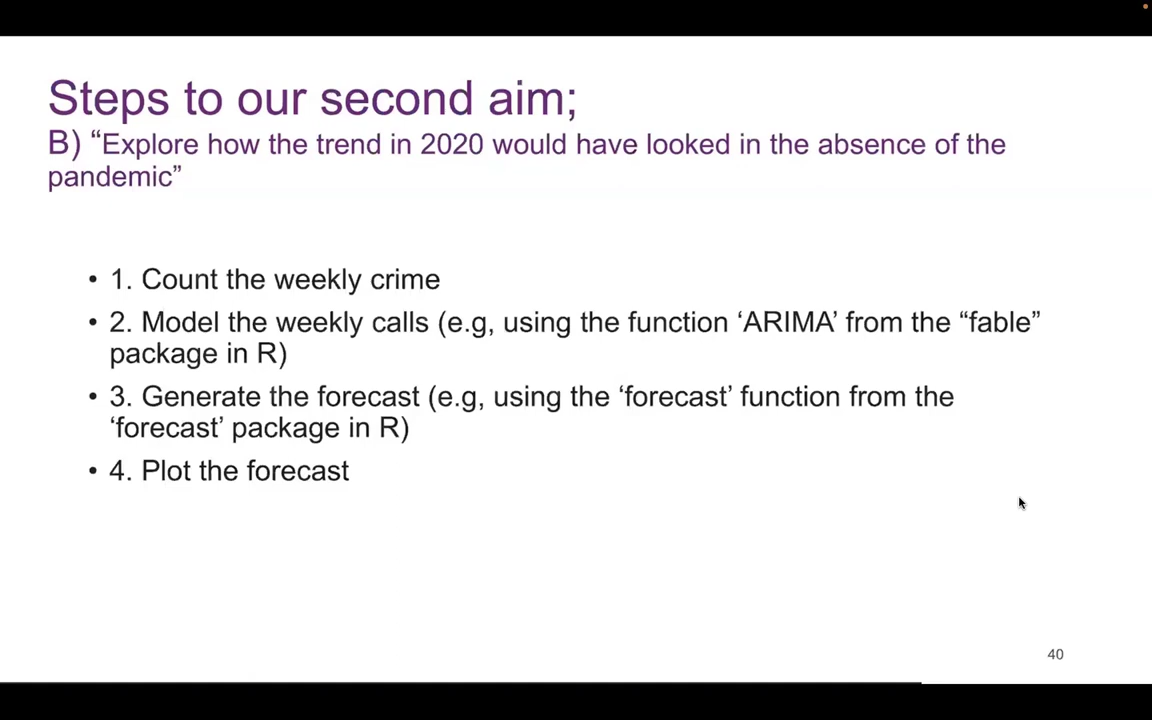 Steps to our second aim;
B) “Explore how the trend in 2020 would have looked in the absence of the
pandemic”
• 1. Count the weekly crime
• 2. Model the weekly calls (e.g, using the function ‘ARIMA’ from the “fable”
package in R)
• 3. Generate the forecast (e.g, using the ‘forecast’ function from the
‘forecast’ package in R)
• 4. Plot the forecast
40